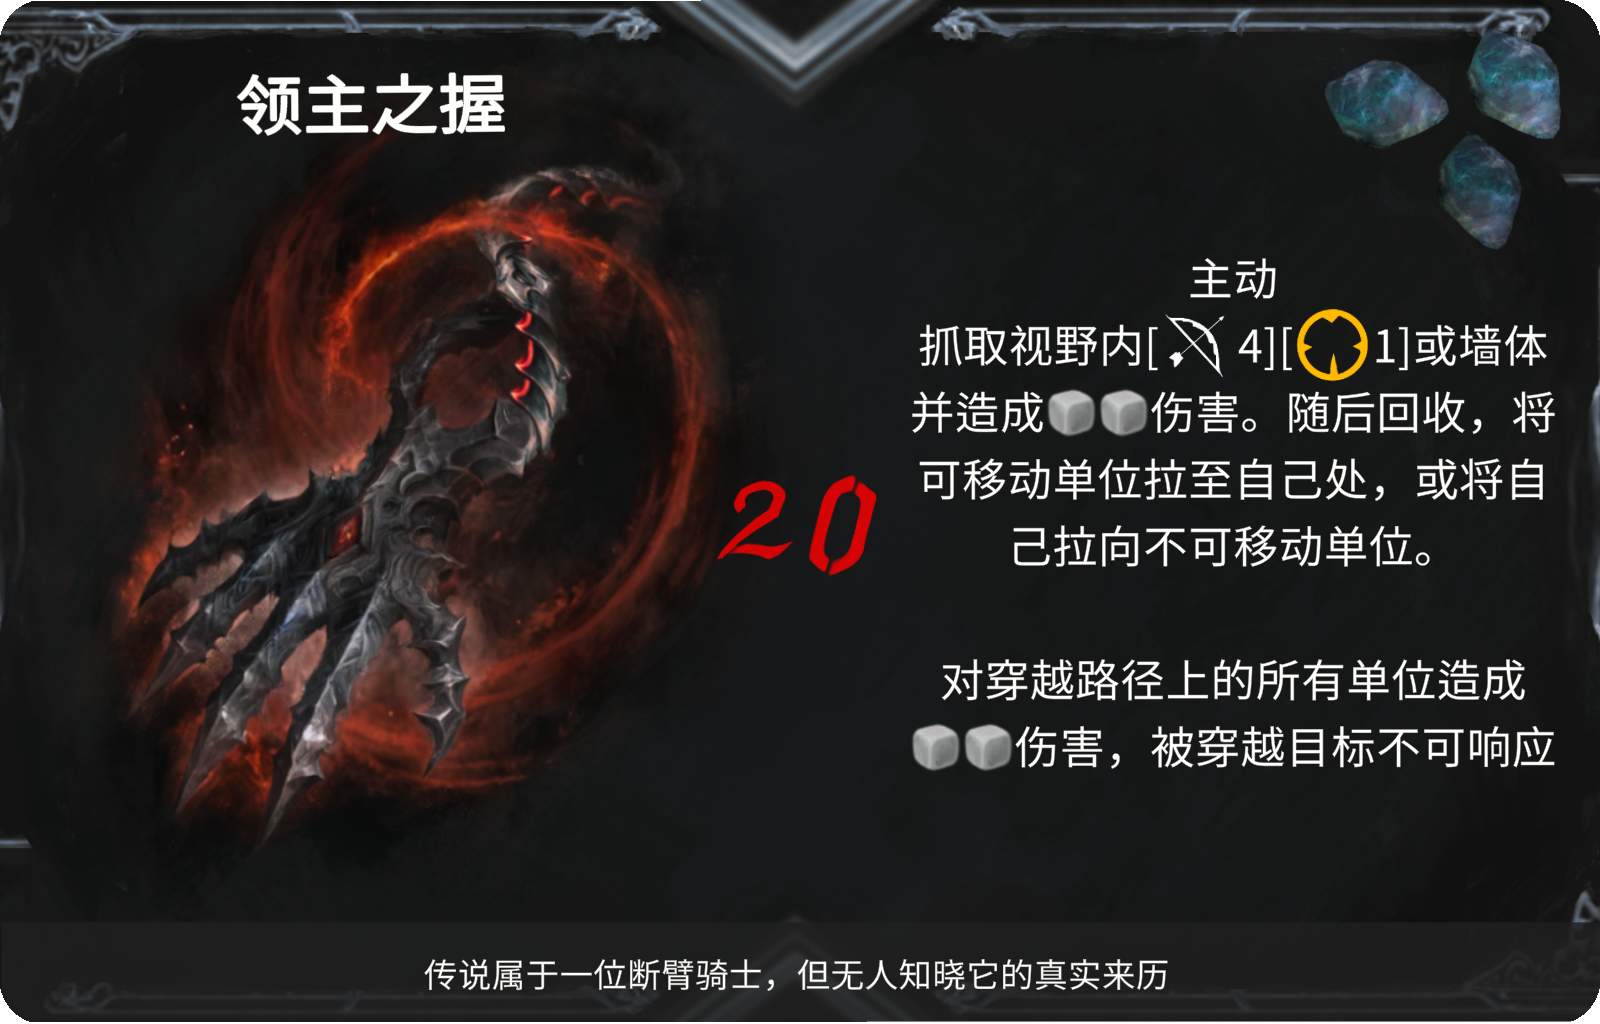 领主之握
主动
抓取视野内[4][1]或墙体
并造成伤害。随后回收，将
可移动单位拉至自己处，或将自
己拉向不可移动单位。
20
对穿越路径上的所有单位造成
伤害，被穿越目标不可响应
传说属于一位断臂骑士，但无人知晓它的真实来历